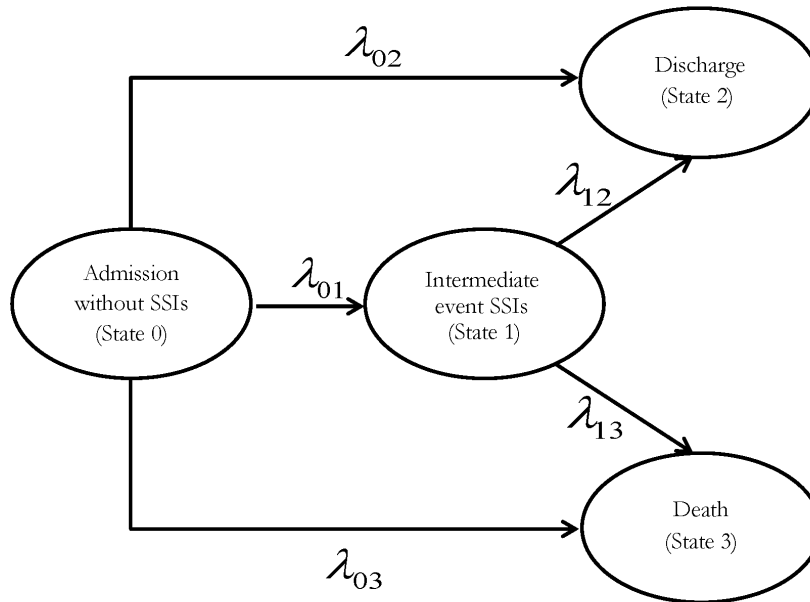 λ02
Discharge
(State 2)
λ12
Admission
without SSIs
(State 0)
λ01
Intermediate
event SSIs
(State 1)
λ13
Death
(State 3)
λ03